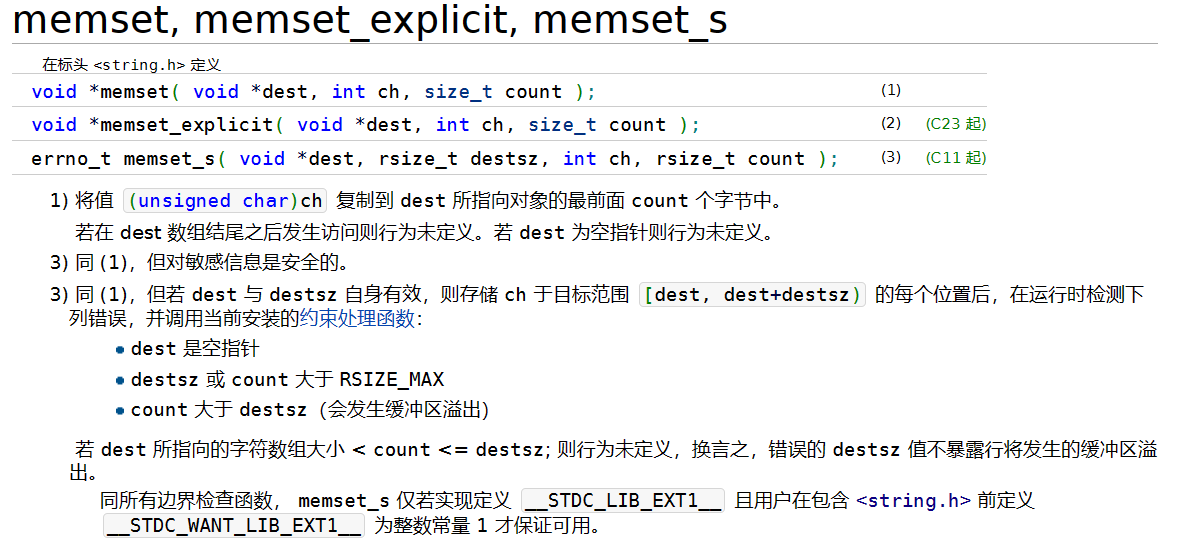 memset, memset_explicit, memset_s
在标头 <string.h> 定义
void *memset( void *dest, int ch, size_t count ); (1)
void *memset_explicit( void *dest, int ch, size_t count ); (2) (C23 起)
errno_t memset_s( void *dest, rsize_t destsz, int ch, rsize_t count ); (3) (C11 起)
1) 将值 (unsigned char)ch 复制到 dest 所指向对象的最前面 count 个字节中。
若在 dest 数组结尾之后发生访问则行为未定义。若 dest 为空指针则行为未定义。
3) 同 (1)，但对敏感信息是安全的。
3) 同 (1)，但若 dest 与 destsz 自身有效，则存储 ch 于目标范围 [dest, dest+destsz) 的每个位置后，在运行时检测下
列错误，并调用当前安装的约束处理函数：
• dest 是空指针
• destsz 或 count 大于 RSIZE_MAX
• count 大于 destsz（会发生缓冲区溢出）
若 dest 所指向的字符数组大小 < count <= destsz; 则行为未定义，换言之，错误的 destsz 值不暴露行将发生的缓冲区溢
出。
同所有边界检查函数， memset_s 仅若实现定义 __STDC_LIB_EXT1__ 且用户在包含 <string.h> 前定义
__STDC_WANT_LIB_EXT1__ 为整数常量 1 才保证可用。